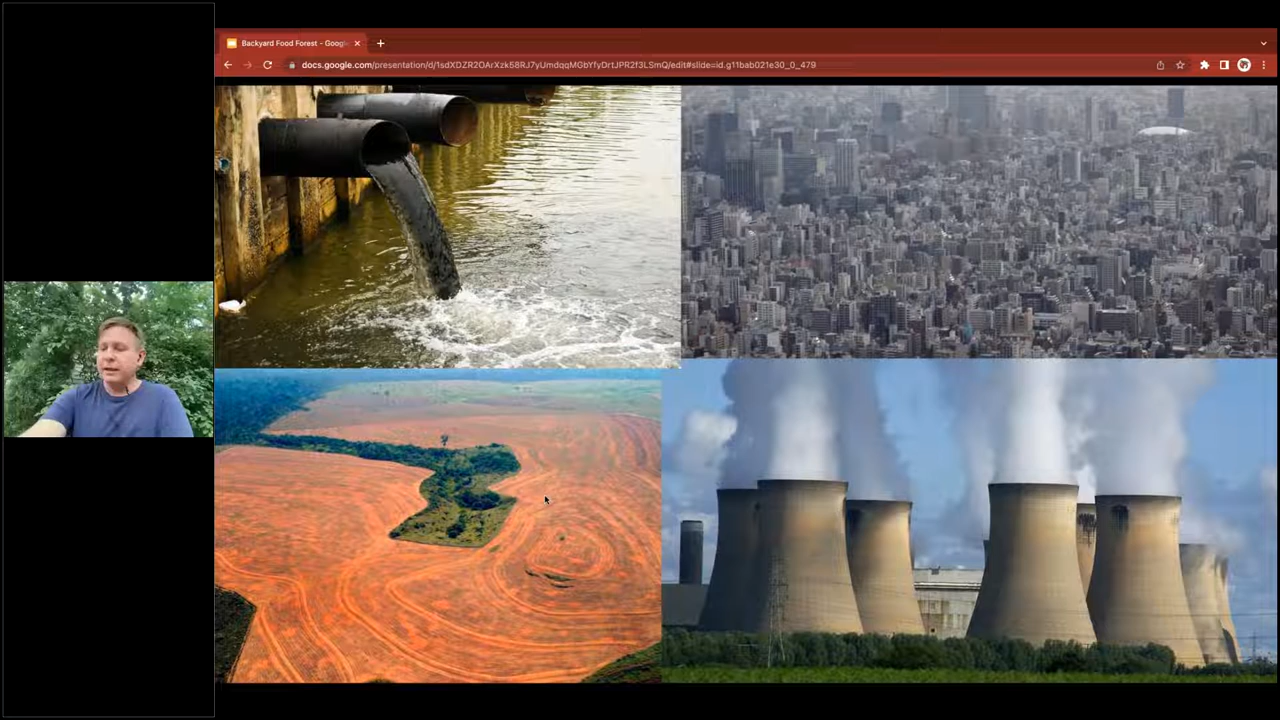 Backyard Food Forest - Googl
docs.google.com/presentation/d/1sdXDZR2OArXzk58RJ7yUmdqqMGbYfyDrtJPR2f3LSmQ/edit#slide=id.g11bab021e30_0_479